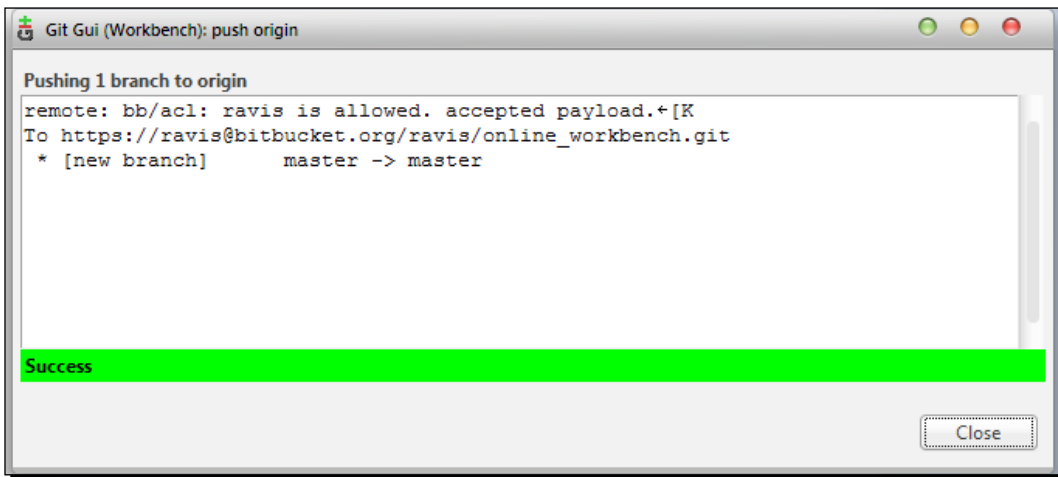 Git Gui (Workbench): push origin
Pushing 1 branch to origin
remote: bb/acl: ravis is allowed. accepted payload.←[K
To https://ravis@bitbucket.org/ravis/online_workbench.git
 * [new branch]      master -> master
Success
Close